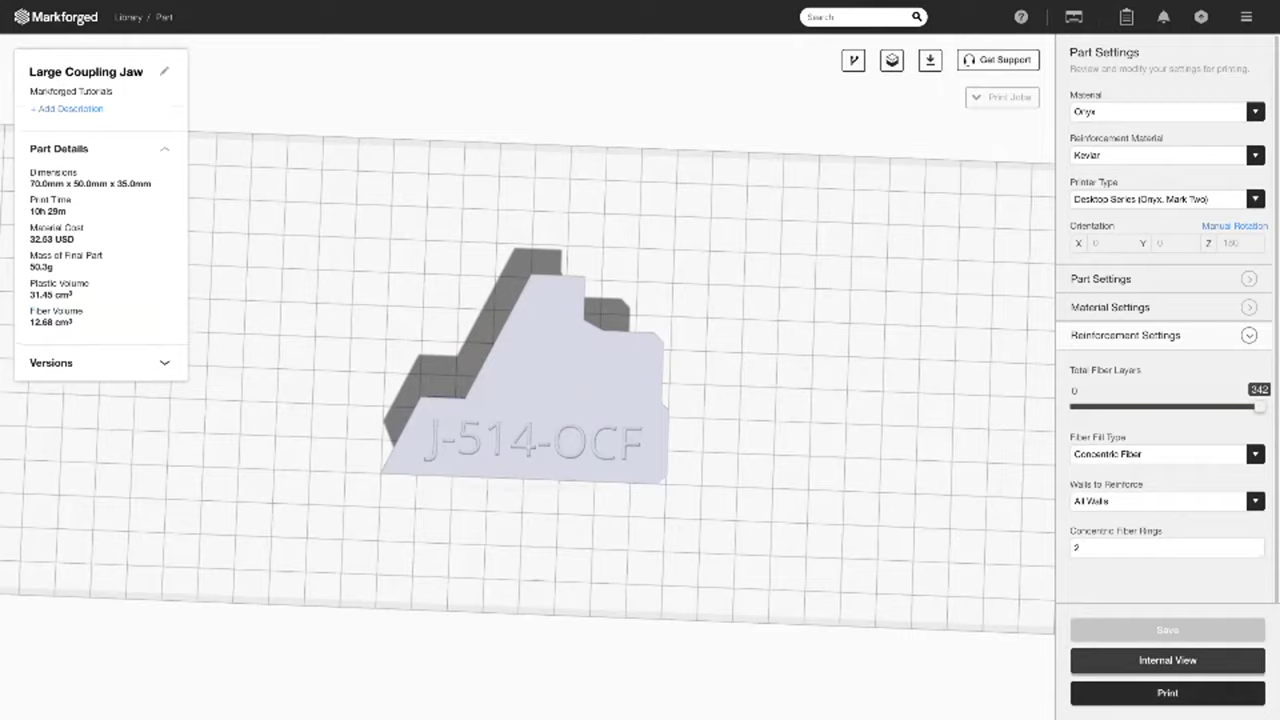 Markforged
Library / Part
Search
?
Large Coupling Jaw
Markforged Tutorials
+ Add Description
Part Details
Dimensions
70.0mm x 50.0mm x 35.0mm
Print Time
10h 29m
Material Cost
32.63 USD
Mass of Final Part
50.3g
Plastic Volume
31.45 cm³
Fiber Volume
12.68 cm³
Versions
Get Support
Print Jobs
J-514-OCF
Part Settings
Review and modify your settings for printing.
Material
Onyx
Reinforcement Material
Kevlar
Printer Type
Desktop Series (Onyx, Mark Two)
Orientation Manual Rotation
X 0 Y 0 Z 180
Part Settings
Material Settings
Reinforcement Settings
Total Fiber Layers
0 342
Fiber Fill Type
Concentric Fiber
Walls to Reinforce
All Walls
Concentric Fiber Rings
2
Save
Internal View
Print